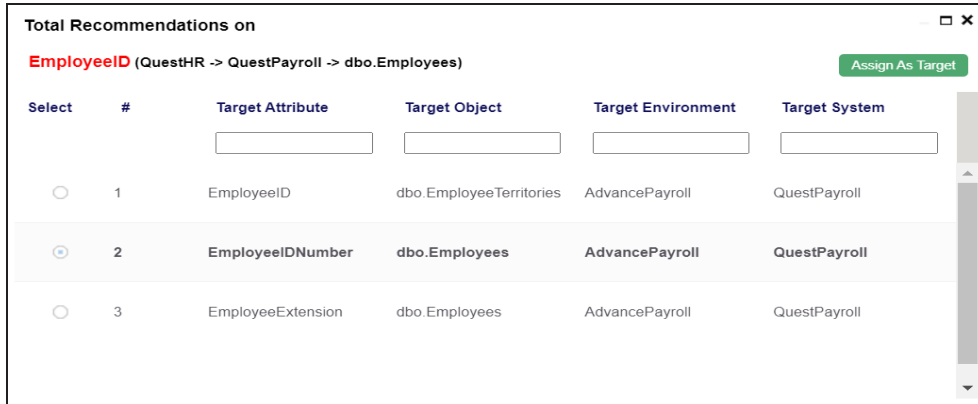 Total Recommendations on
EmployeeID (QuestHR -> QuestPayroll -> dbo.Employees)
Assign As Target
Select # Target Attribute Target Object Target Environment Target System
1 EmployeeID dbo.EmployeeTerritories AdvancePayroll QuestPayroll
2 EmployeeIDNumber dbo.Employees AdvancePayroll QuestPayroll
3 EmployeeExtension dbo.Employees AdvancePayroll QuestPayroll